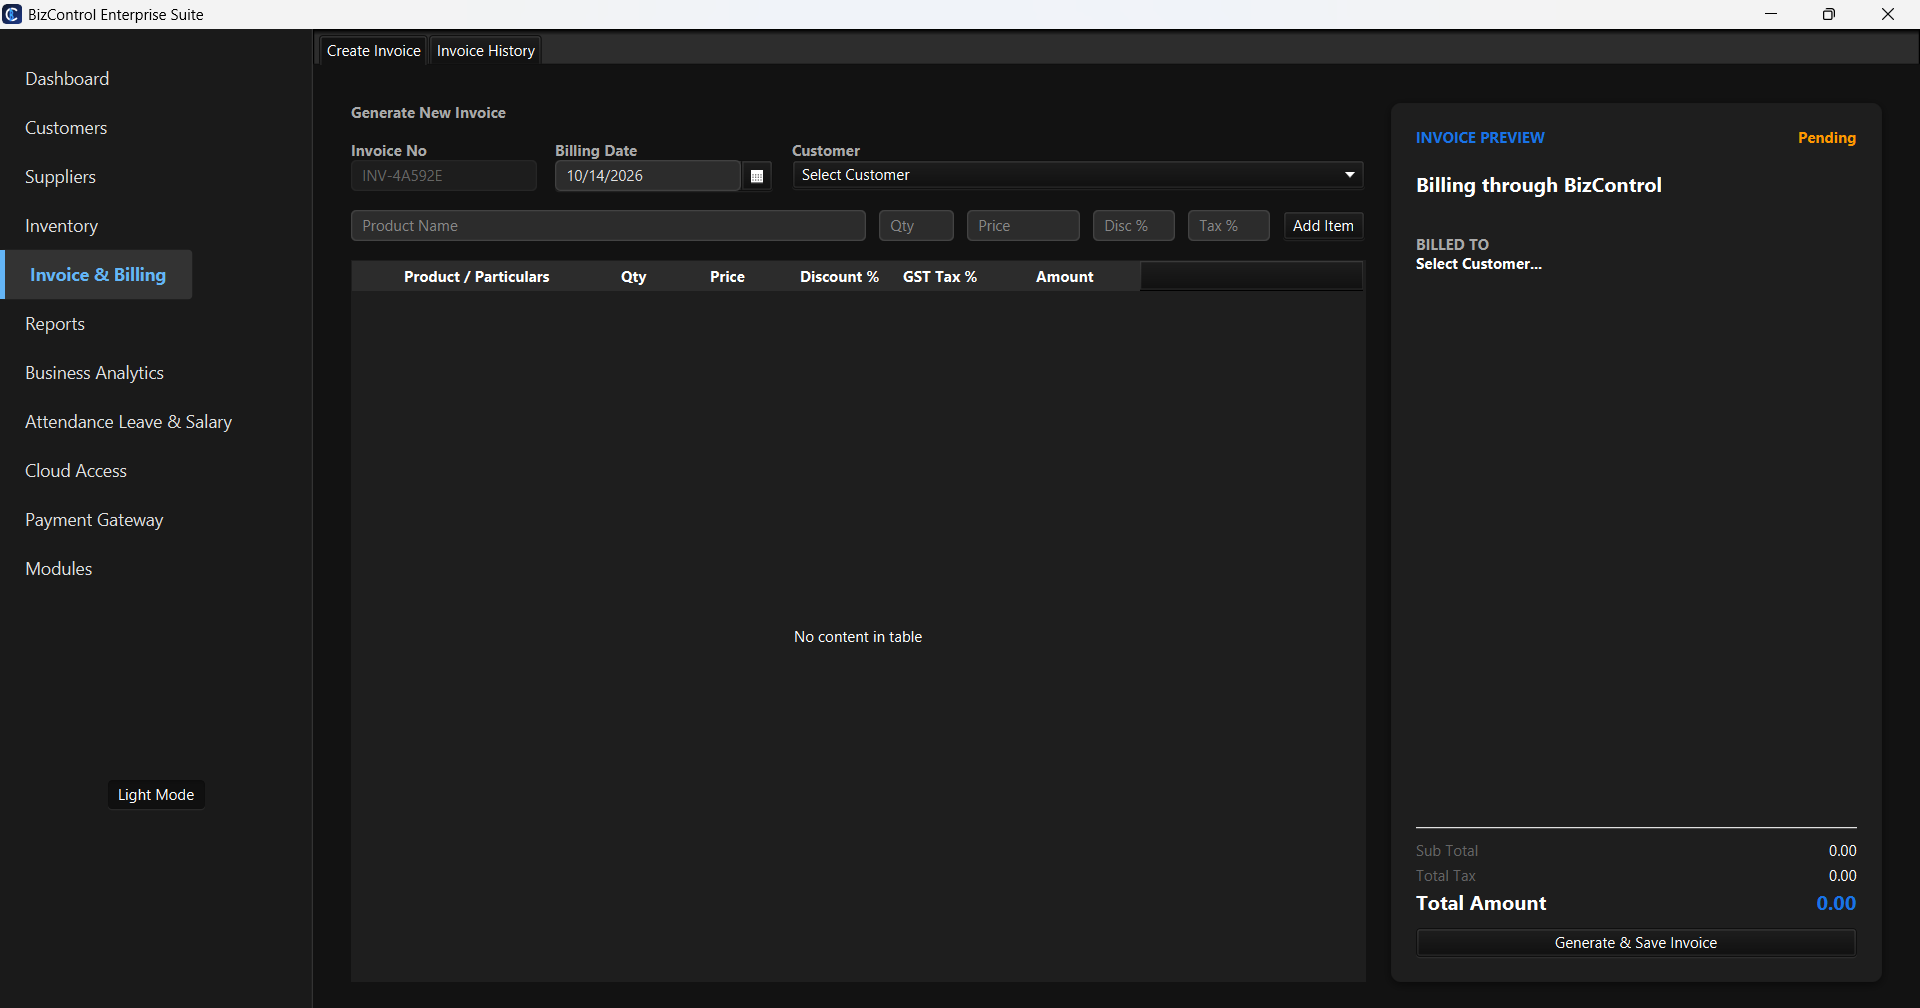 BizControl Enterprise Suite
Dashboard
Customers
Suppliers
Inventory
Invoice & Billing
Reports
Business Analytics
Attendance Leave & Salary
Cloud Access
Payment Gateway
Modules
Light Mode
Create Invoice
Invoice History
Generate New Invoice
Invoice No
Billing Date
Customer
INV-4A592E
10/14/2026
Select Customer
Product Name
Qty
Price
Disc %
Tax %
Add Item
Product / Particulars
Qty
Price
Discount %
GST Tax %
Amount
No content in table
INVOICE PREVIEW
Pending
Billing through BizControl
BILLED TO
Select Customer...
Sub Total
0.00
Total Tax
0.00
Total Amount
0.00
Generate & Save Invoice